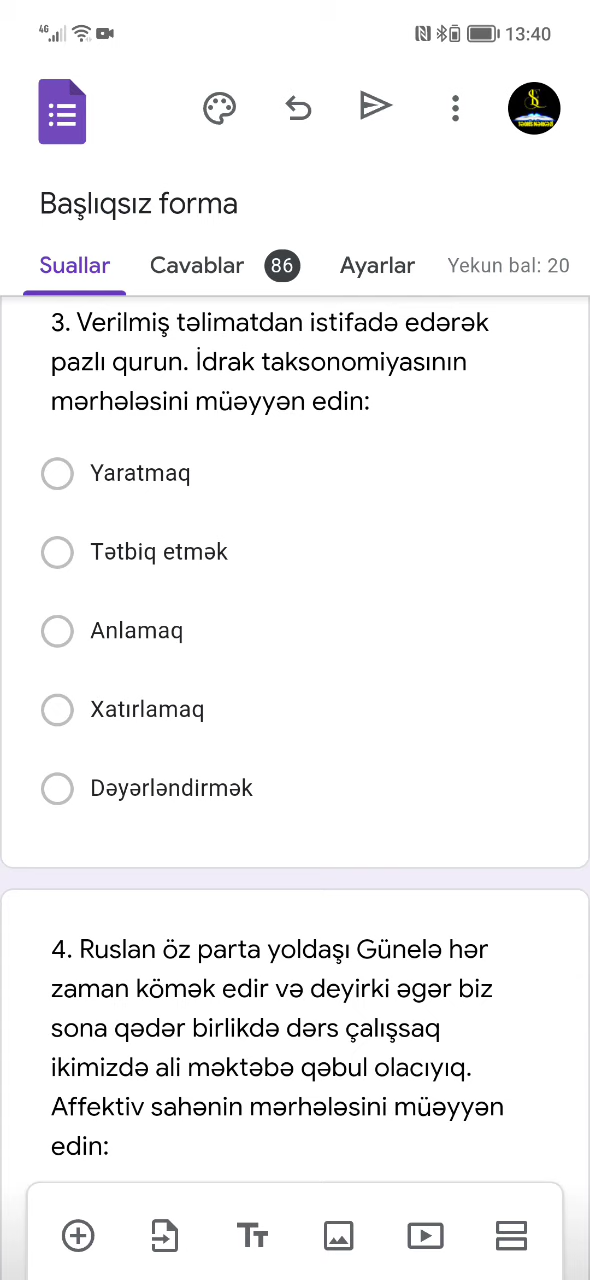 46
13:40
Başlıqsız forma
Suallar Cavablar 86 Ayarlar Yekun bal: 20
3. Verilmiş təlimatdan istifadə edərək
pazlı qurun. İdrak taksonomiyasının
mərhələsini müəyyən edin:
Yaratmaq
Tətbiq etmək
Anlamaq
Xatırlamaq
Dəyərləndirmək
4. Ruslan öz parta yoldaşı Günelə hər
zaman kömək edir və deyirki əgər biz
sona qədər birlikdə dərs çalışsaq
ikimizdə ali məktəbə qəbul olacıyıq.
Affektiv sahənin mərhələsini müəyyən
edin:
Tт